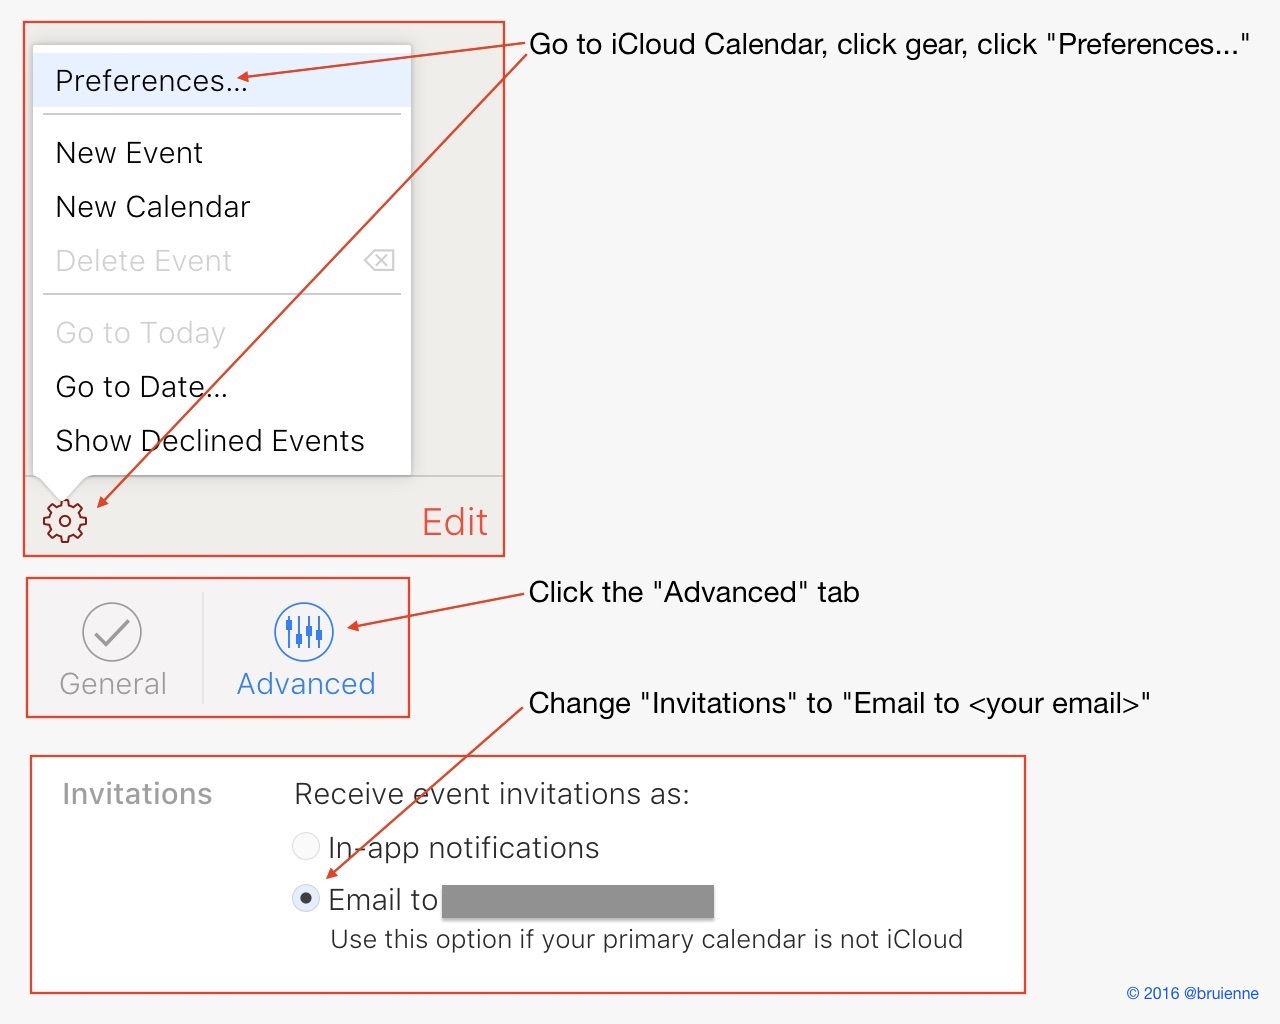 Go to iCloud Calendar, click gear, click "Preferences..."
Preferences...
New Event
New Calendar
Delete Event
Go to Today
Go to Date...
Show Declined Events
Edit
Click the "Advanced" tab
General
Advanced
Change "Invitations" to "Email to <your email>"
Invitations
Receive event invitations as:
In-app notifications
Email to
Use this option if your primary calendar is not iCloud
© 2016 @bruienne